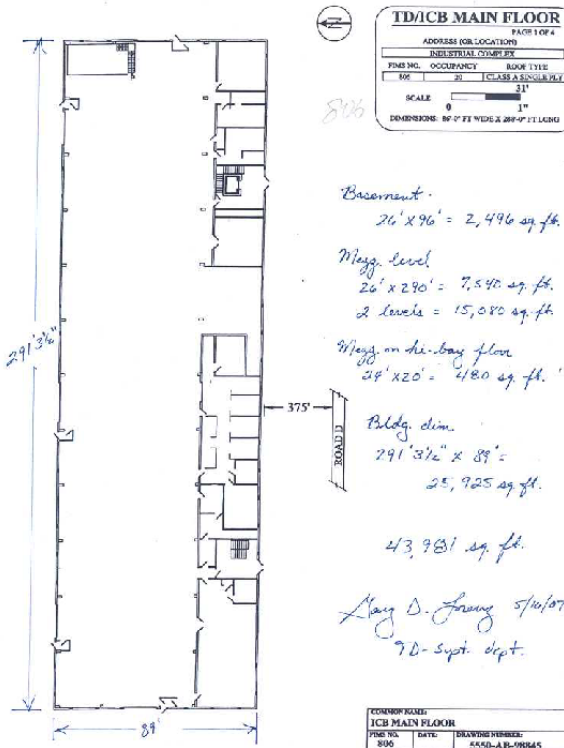 TD/ICB MAIN FLOOR
PAGE 1 OF 4
ADDRESS (OR LOCATION)
INDUSTRIAL COMPLEX
FIMS NO. OCCUPANCY ROOF TYPE
806 20 CLASS A SINGLE PLY
31'
SCALE
0 1"
DIMENSIONS: 86'-0" FT WIDE X 288'-0" FT LONG
806
Basement.
26' X 96' = 2,496 sq. ft.
Mezz. level
26' x 290' = 7,540 sq. ft.
2 levels = 15,080 sq. ft.
Mezz. on hi-bay floor
24' x 20' = 480 sq. ft.
291' 3½"
375'
ROAD D
Bldg. dim.
291' 3½" x 89' =
25,925 sq. ft.
43,981 sq. ft.
5/16/07
TD - Supt. dept.
89'
COMMON NAME:
ICB MAIN FLOOR
FIMS NO. DATE: DRAWING NUMBER:
806